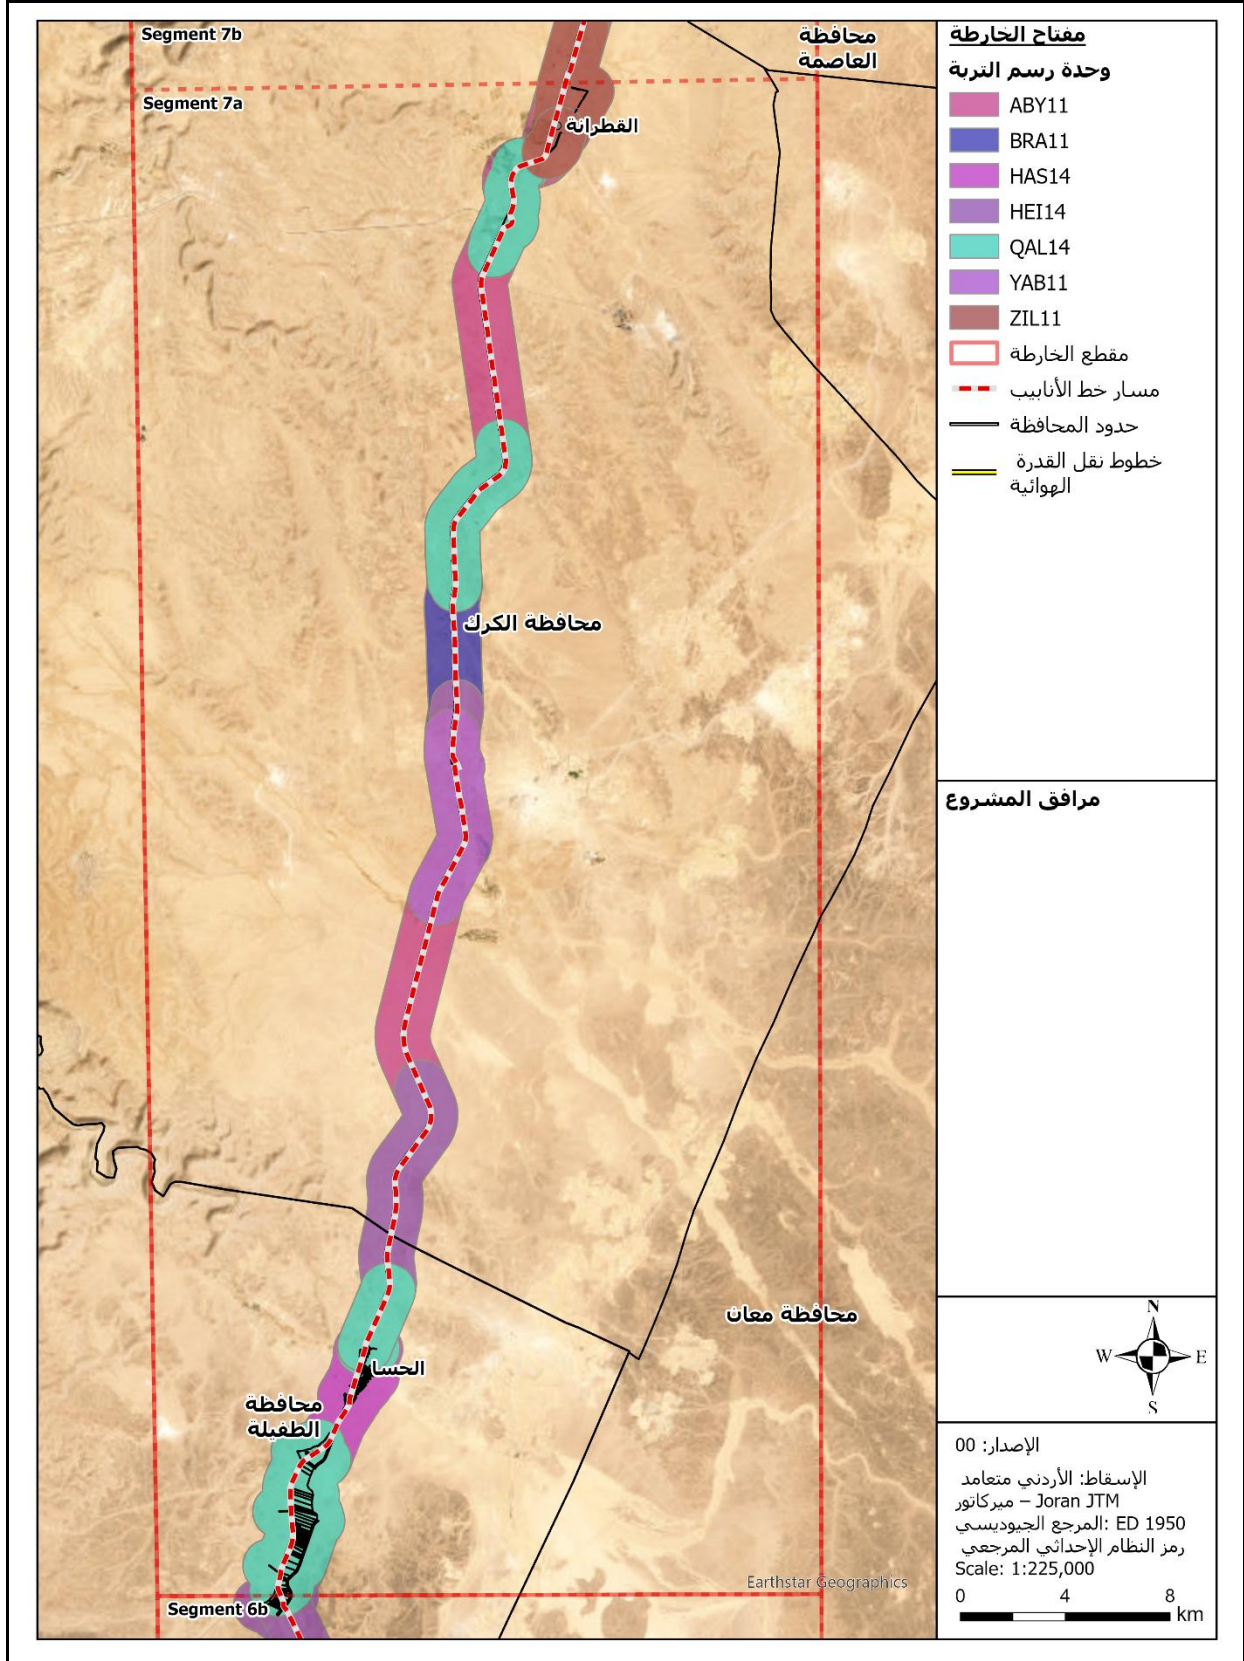 Segment 7b
محافظة
العاصمة
Segment 7a
القطرانة
محافظة الكرك
محافظة معان
الحسا
محافظة
الطفيلة
Earthstar Geographics
Segment 6b
مفتاح الخارطة
وحدة رسم التربة
ABY11
BRA11
HAS14
HEI14
QAL14
YAB11
ZIL11
مقطع الخارطة
مسار خط الأنابيب
حدود المحافظة
خطوط نقل القدرة
الهوائية
مرافق المشروع
N
W E
S
الإصدار: 00
الإسقاط: الأردني متعامد
ميركاتور – Joran JTM
المرجع الجيوديسي: ED 1950
رمز النظام الإحداثي المرجعي
Scale: 1:225,000
0 4 8
km